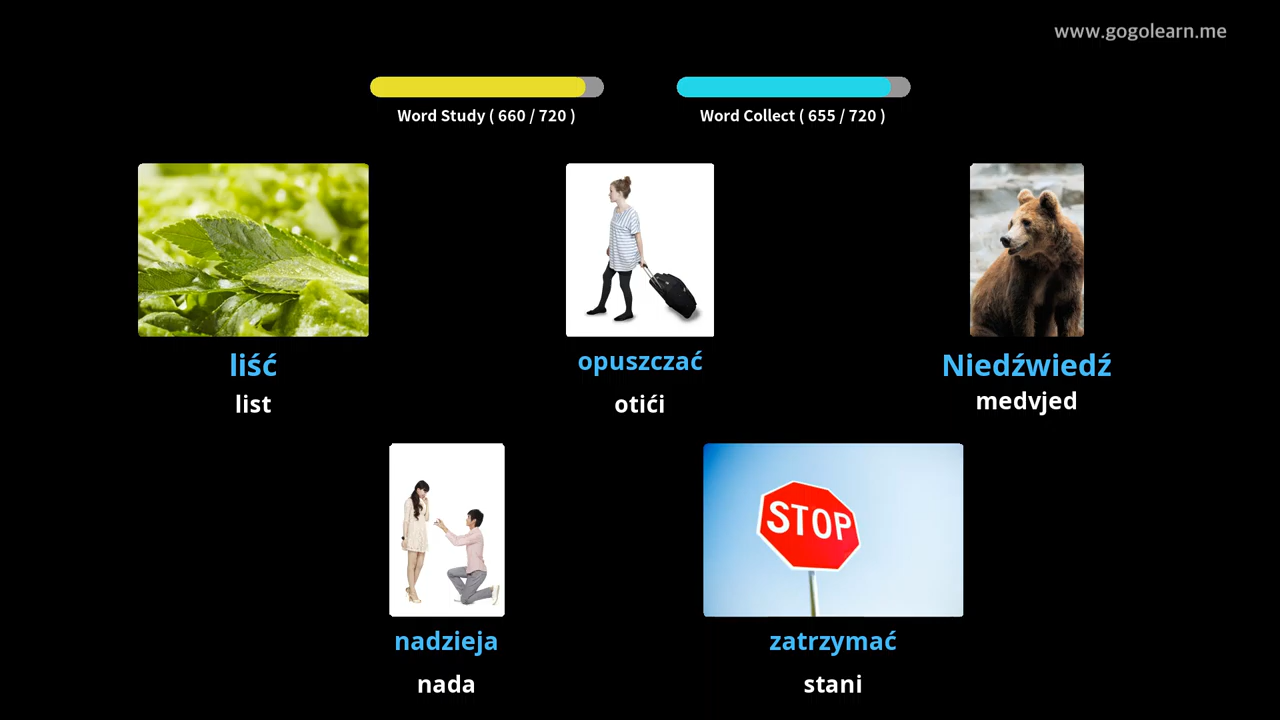 www.gogolearn.me
Word Study ( 660 / 720 )
Word Collect ( 655 / 720 )
liść
opuszczać
Niedźwiedź
list
otići
medvjed
STOP
nadzieja
zatrzymać
nada
stani